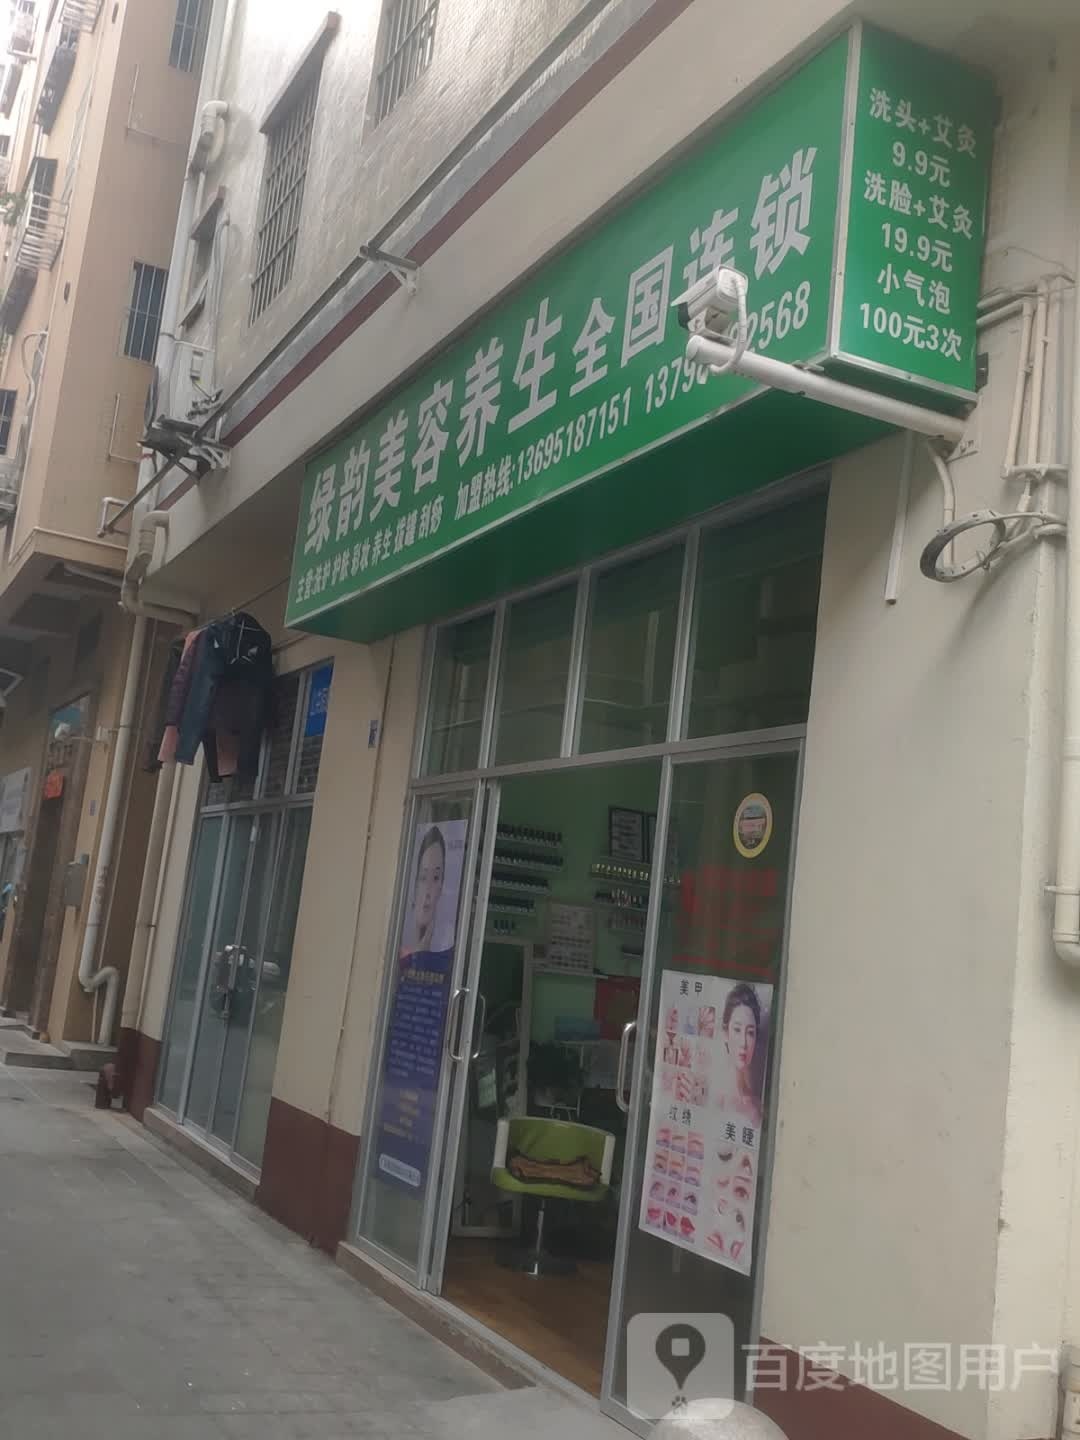 绿韵美容养生全国连锁
主营:洗护 护肤 彩妆 养生 拔罐 刮痧 加盟热线:13695187151
洗头+艾灸
9.9元
洗脸+艾灸
19.9元
小气泡
100元3次
美甲
纹绣
美睫
百度地图用户